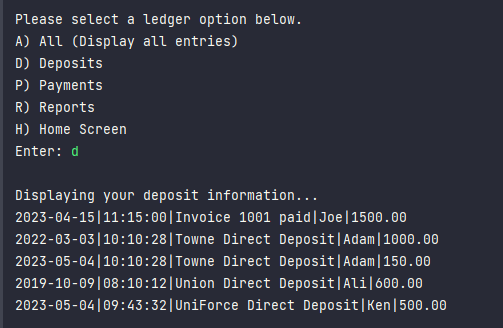 Please select a ledger option below.
A) All (Display all entries)
D) Deposits
P) Payments
R) Reports
H) Home Screen
Enter: d
Displaying your deposit information...
2023-04-15|11:15:00|Invoice 1001 paid|Joe|1500.00
2022-03-03|10:10:28|Towne Direct Deposit|Adam|1000.00
2023-05-04|10:10:28|Towne Direct Deposit|Adam|150.00
2019-10-09|08:10:12|Union Direct Deposit|Ali|600.00
2023-05-04|09:43:32|UniForce Direct Deposit|Ken|500.00